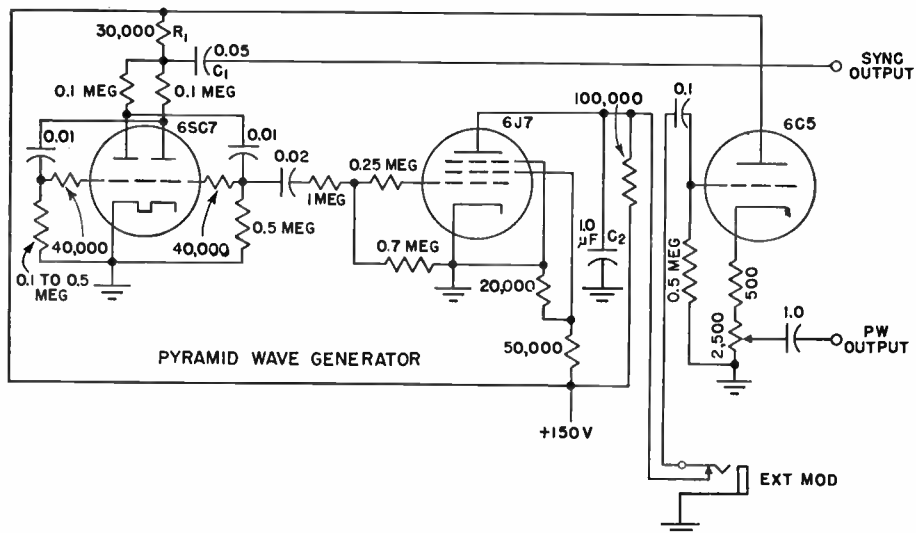 30,000 R1
0.05
C1
SYNC
OUTPUT
0.1 MEG
0.1 MEG
100,000
0.1
6J7
6C5
0.01
6SC7
0.01
0.02
0.25 MEG
1 MEG
1.0
µF C2
40,000
40,000
0.5 MEG
0.7 MEG
0.5 MEG
500
0.1 TO 0.5
MEG
20,000
2,500
1.0
PW
OUTPUT
PYRAMID WAVE GENERATOR
50,000
+150V
EXT MOD